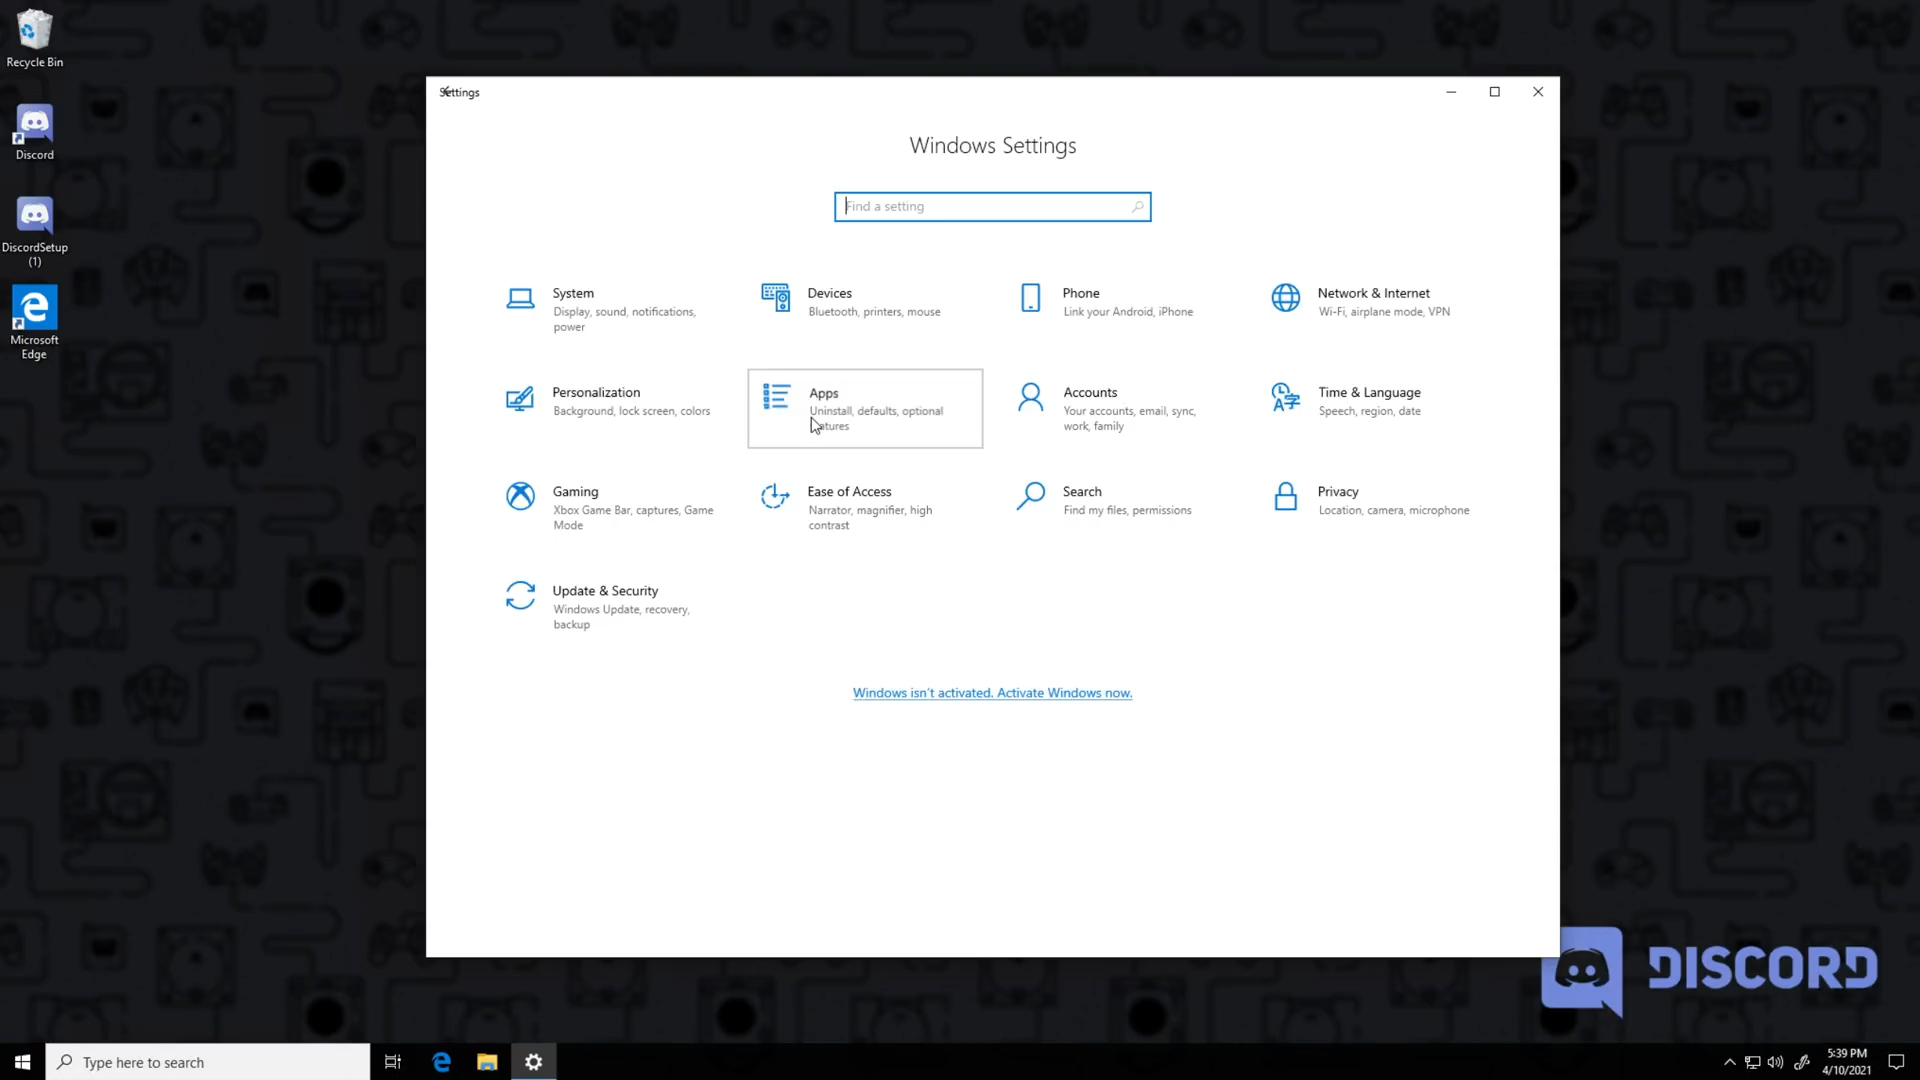 Recycle Bin
Discord
DiscordSetup
(1)
Microsoft
Edge
Settings
Windows Settings
Find a setting
System
Display, sound, notifications,
power
Devices
Bluetooth, printers, mouse
Phone
Link your Android, iPhone
Network & Internet
Wi-Fi, airplane mode, VPN
Personalization
Background, lock screen, colors
Apps
Uninstall, defaults, optional
features
Accounts
Your accounts, email, sync,
work, family
Time & Language
Speech, region, date
Gaming
Xbox Game Bar, captures, Game
Mode
Ease of Access
Narrator, magnifier, high
contrast
Search
Find my files, permissions
Privacy
Location, camera, microphone
Update & Security
Windows Update, recovery,
backup
Windows isn't activated. Activate Windows now.
DISCORD
Type here to search
5:39 PM
4/10/2021